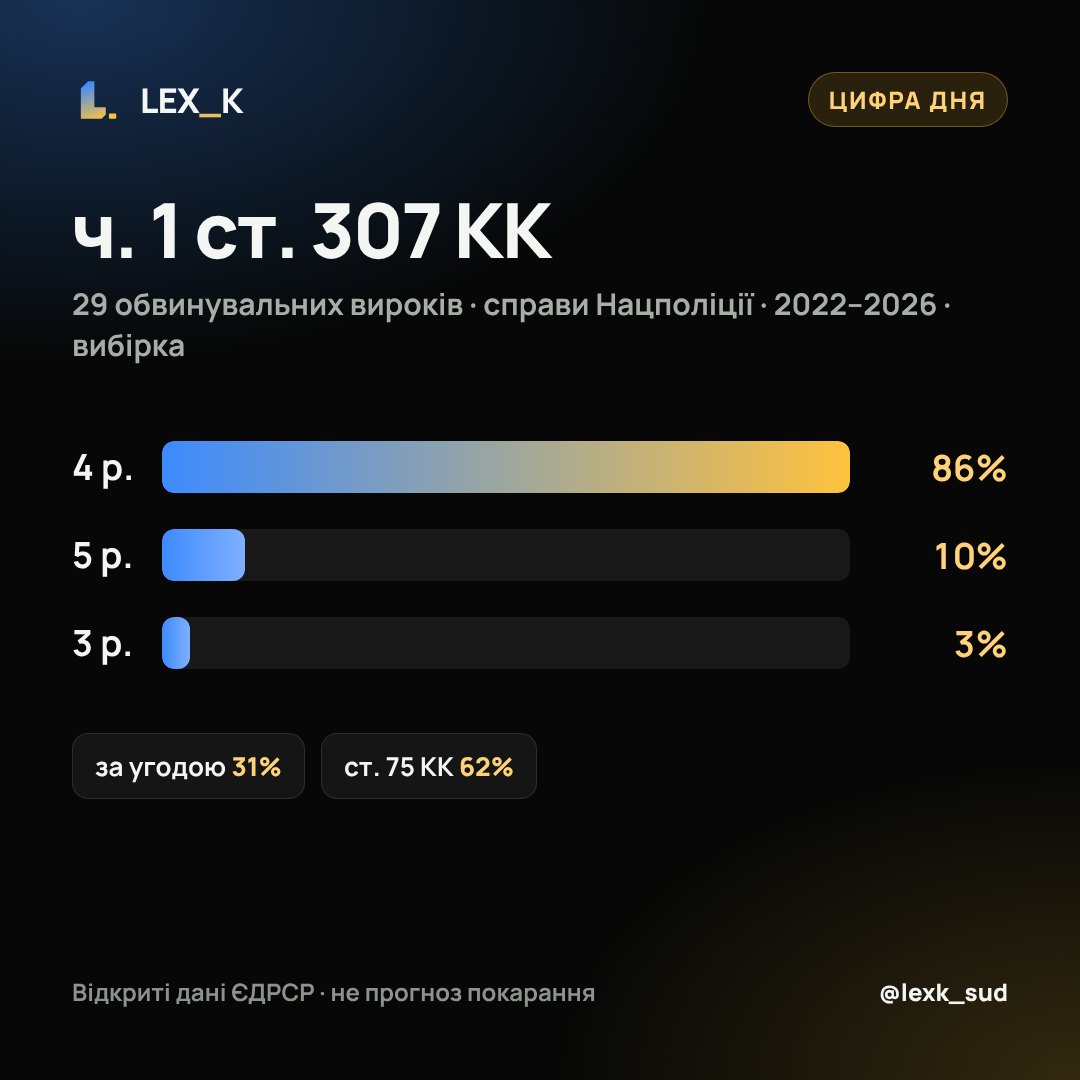 LEX_K
ЦИФРА ДНЯ
ч. 1 ст. 307 КК
29 обвинувальних вироків · справи Нацполіції · 2022–2026 ·
вибірка
4 р. 86%
5 р. 10%
3 р. 3%
за угодою 31% ст. 75 КК 62%
Відкриті дані ЄДРСР · не прогноз покарання @lexk_sud